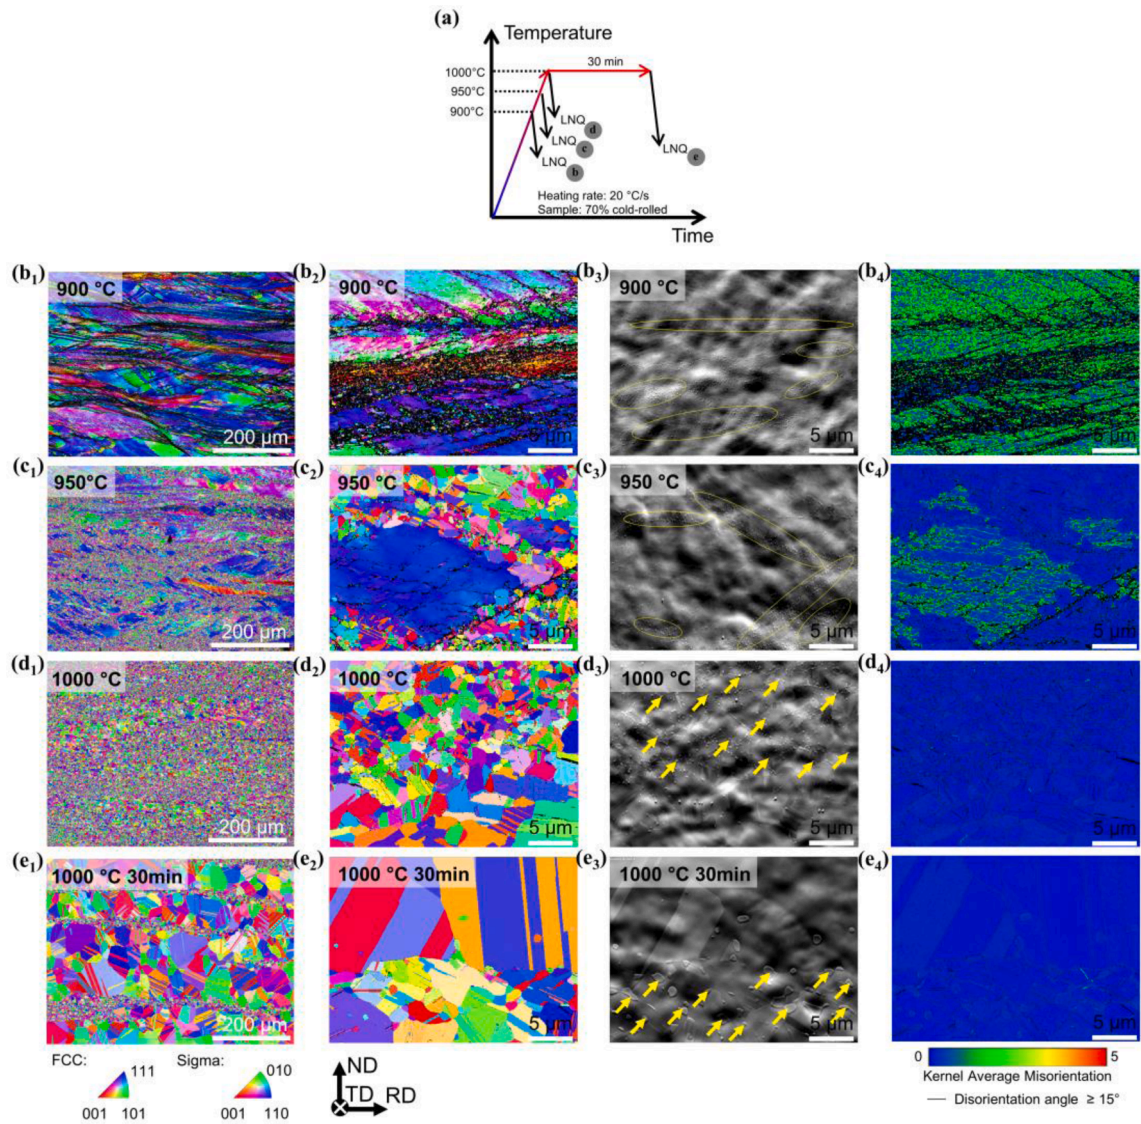 (a)
Temperature
30 min
1000°C
950°C
900°C
LNQ d
LNQ c
LNQ b
LNQ e
Heating rate: 20 °C/s
Sample: 70% cold-rolled
Time
(b1) (b2) (b3) (b4)
900 °C 900 °C 900 °C
200 μm 5 μm 5 μm 5 μm
(c1) (c2) (c3) (c4)
950°C 950 °C 950 °C
200 μm 5 μm 5 μm 5 μm
(d1) (d2) (d3) (d4)
1000 °C 1000 °C 1000 °C
200 μm 5 μm 5 μm 5 μm
(e1) (e2) (e3) (e4)
1000 °C 30min 1000 °C 30min 1000 °C 30min
200 μm 5 μm 5 μm 5 μm
FCC: Sigma:
111 010
001 101 001 110
ND
TD RD
0 5
Kernel Average Misorientation
— Disorientation angle ≥ 15°